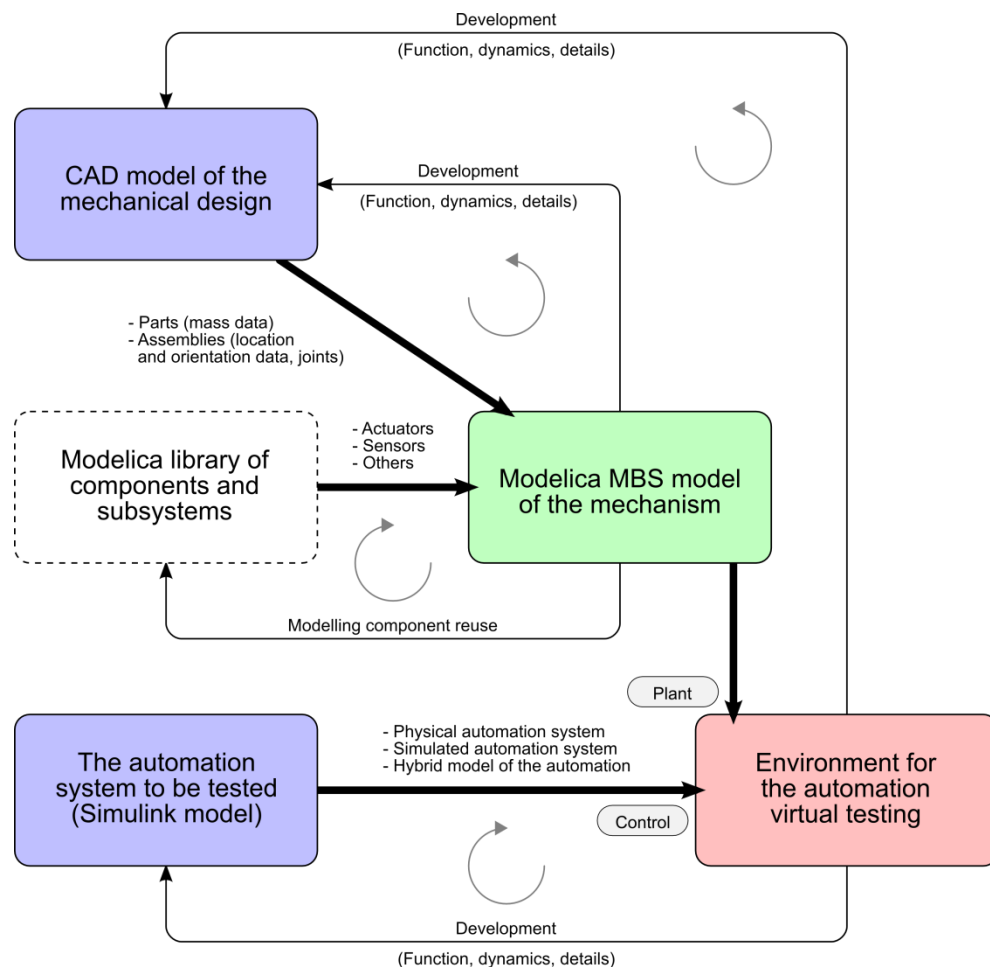 Development
(Function, dynamics, details)
CAD model of the
mechanical design
Development
(Function, dynamics, details)
- Parts (mass data)
- Assemblies (location
and orientation data, joints)
Modelica library of
components and
subsystems
- Actuators
- Sensors
- Others
Modelica MBS model
of the mechanism
Modelling component reuse
Plant
The automation
system to be tested
(Simulink model)
- Physical automation system
- Simulated automation system
- Hybrid model of the automation
Control
Environment for
the automation
virtual testing
Development
(Function, dynamics, details)